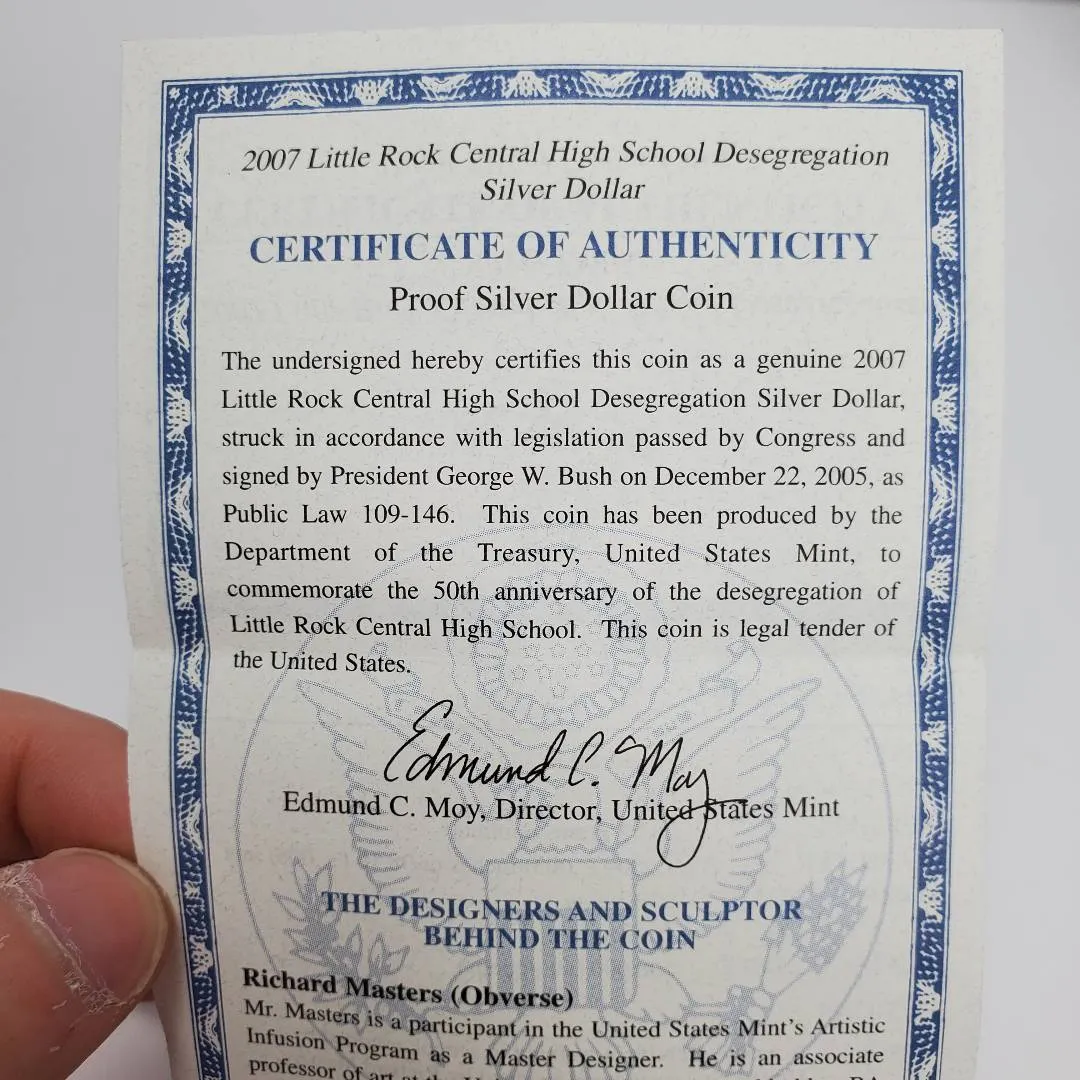 2007 Little Rock Central High School Desegregation
Silver Dollar
CERTIFICATE OF AUTHENTICITY
Proof Silver Dollar Coin
The undersigned hereby certifies this coin as a genuine 2007
Little Rock Central High School Desegregation Silver Dollar,
struck in accordance with legislation passed by Congress and
signed by President George W. Bush on December 22, 2005, as
Public Law 109-146. This coin has been produced by the
Department of the Treasury, United States Mint, to
commemorate the 50th anniversary of the desegregation of
Little Rock Central High School. This coin is legal tender of
the United States.
Edmund C. Moy
Edmund C. Moy, Director, United States Mint
THE DESIGNERS AND SCULPTOR
BEHIND THE COIN
Richard Masters (Obverse)
Mr. Masters is a participant in the United States Mint's Artistic
Infusion Program as a Master Designer. He is an associate
professor of art at the